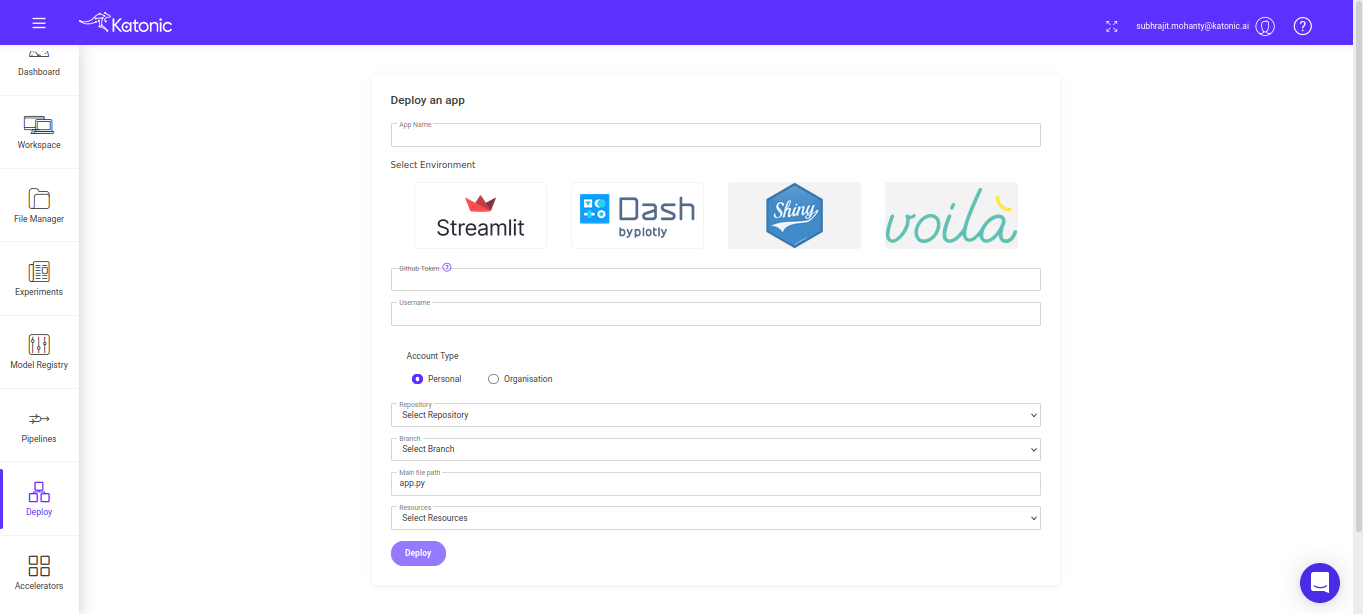 Katonic
subhrajit.mohanty@katonic.ai
?
Dashboard
Workspace
File Manager
Experiments
Model Registry
Pipelines
Deploy
Accelerators
Deploy an app
App Name
Select Environment
Streamlit
Dash
by plotly
Shiny
voilà
Github Token ?
Username
Account Type
Personal
Organisation
Repository
Select Repository
Branch
Select Branch
Main file path
app.py
Resources
Select Resources
Deploy